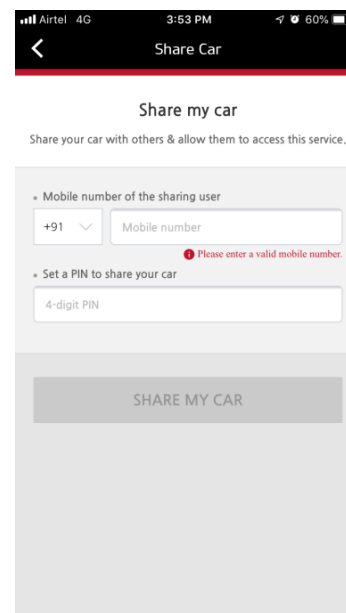 Airtel 4G 3:53 PM 60%
Share Car
Share my car
Share your car with others & allow them to access this service.
Mobile number of the sharing user
+91 Mobile number
Please enter a valid mobile number.
Set a PIN to share your car
4-digit PIN
SHARE MY CAR